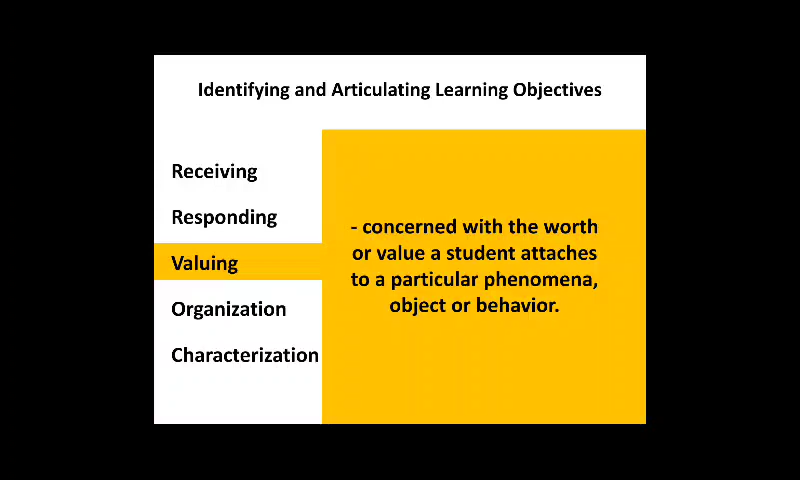 Identifying and Articulating Learning Objectives
Receiving
Responding
Valuing
Organization
Characterization
- concerned with the worth
or value a student attaches
to a particular phenomena,
object or behavior.